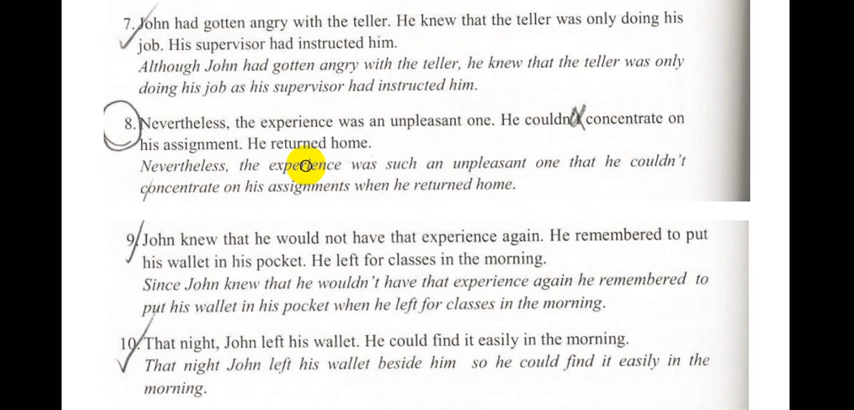 7. John had gotten angry with the teller. He knew that the teller was only doing his
job. His supervisor had instructed him.
Although John had gotten angry with the teller, he knew that the teller was only
doing his job as his supervisor had instructed him.
8. Nevertheless, the experience was an unpleasant one. He couldn't concentrate on
his assignment. He returned home.
Nevertheless, the experience was such an unpleasant one that he couldn't
concentrate on his assignments when he returned home.
9. John knew that he would not have that experience again. He remembered to put
his wallet in his pocket. He left for classes in the morning.
Since John knew that he wouldn't have that experience again he remembered to
put his wallet in his pocket when he left for classes in the morning.
10. That night, John left his wallet. He could find it easily in the morning.
That night John left his wallet beside him so he could find it easily in the
morning.